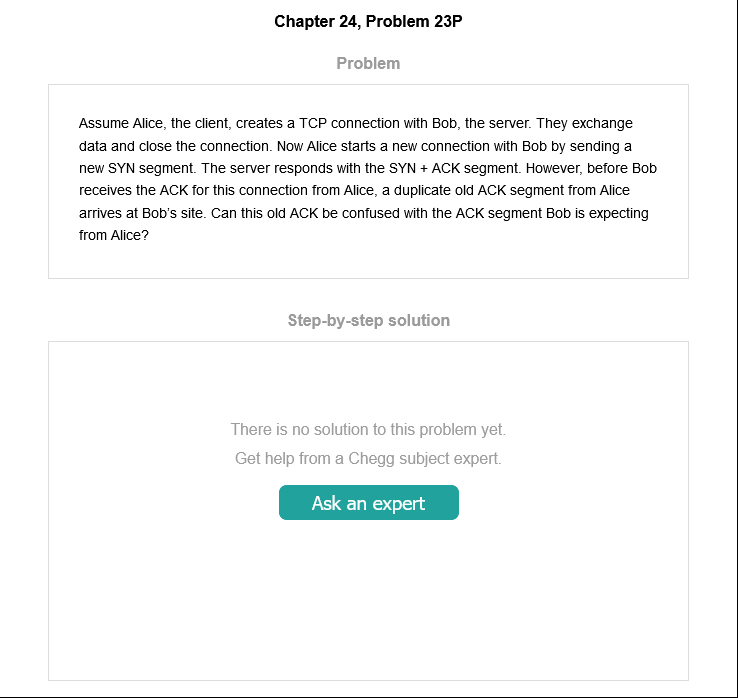 Chapter 24, Problem 23P
Problem
Assume Alice, the client, creates a TCP connection with Bob, the server. They exchange
data and close the connection. Now Alice starts a new connection with Bob by sending a
new SYN segment. The server responds with the SYN + ACK segment. However, before Bob
receives the ACK for this connection from Alice, a duplicate old ACK segment from Alice
arrives at Bob's site. Can this old ACK be confused with the ACK segment Bob is expecting
from Alice?
Step-by-step solution
There is no solution to this problem yet.
Get help from a Chegg subject expert.
Ask an expert